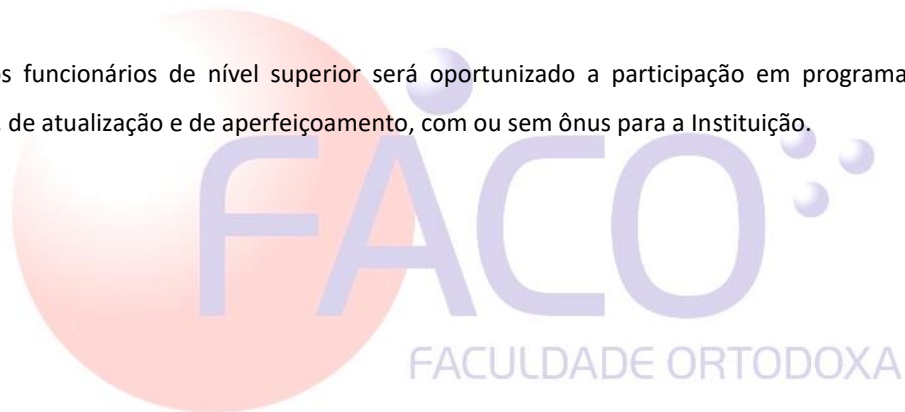 os funcionários de nível superior será oportunizado a participação em programa
de atualização e de aperfeiçoamento, com ou sem ônus para a Instituição.
FACO
FACULDADE ORTODOXA